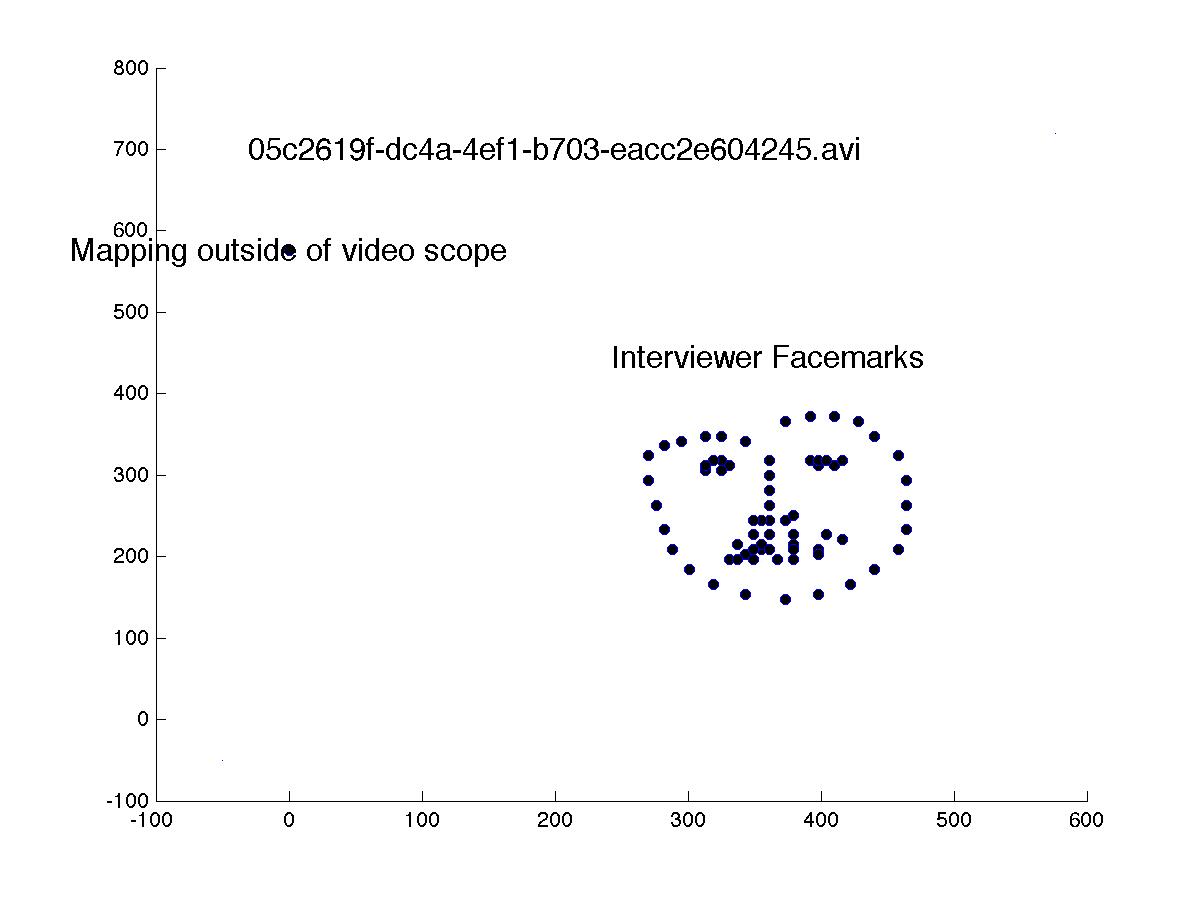 800
700
05c2619f-dc4a-4ef1-b703-eacc2e604245.avi
600
Mapping outside of video scope
500
Interviewer Facemarks
400
300
200
100
0
-100
-100 0 100 200 300 400 500 600